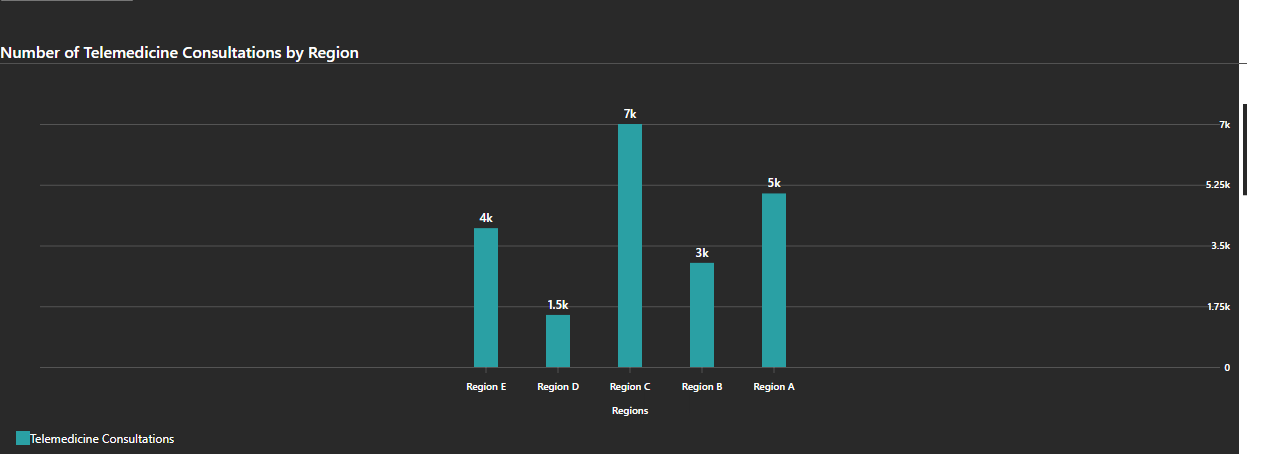 Number of Telemedicine Consultations by Region
7k
7k
5k
5.25k
4k
3.5k
3k
1.5k
1.75k
0
Region E Region D Region C Region B Region A
Regions
Telemedicine Consultations